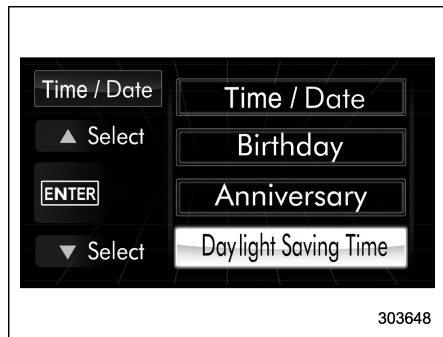 Time / Date
▲ Select
ENTER
▼ Select
Time / Date
Birthday
Anniversary
Daylight Saving Time
303648